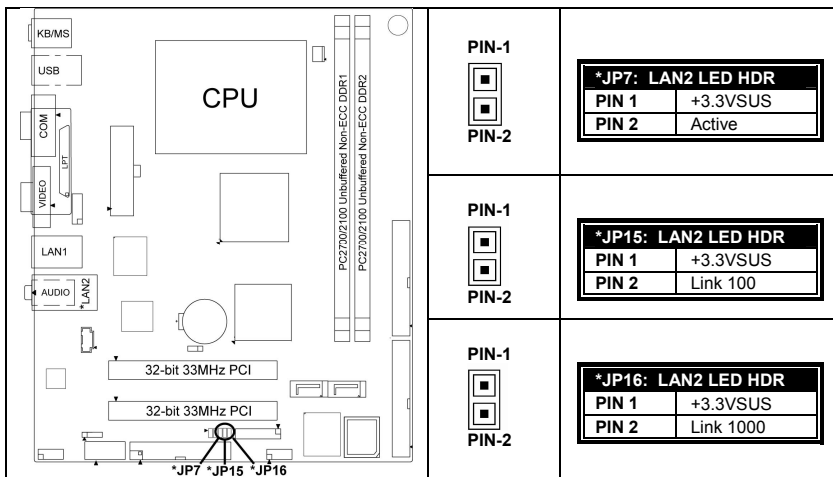 KB/MS
USB
COM
LPT
VIDEO
LAN1
AUDIO
*LAN2
CPU
PC2700/2100 Unbuffered Non-ECC DDR1
PC2700/2100 Unbuffered Non-ECC DDR2
32-bit 33MHz PCI
32-bit 33MHz PCI
*JP7 *JP15 *JP16
PIN-1
PIN-2
*JP7: LAN2 LED HDR
PIN 1 +3.3VSUS
PIN 2 Active
PIN-1
PIN-2
*JP15: LAN2 LED HDR
PIN 1 +3.3VSUS
PIN 2 Link 100
PIN-1
PIN-2
*JP16: LAN2 LED HDR
PIN 1 +3.3VSUS
PIN 2 Link 1000